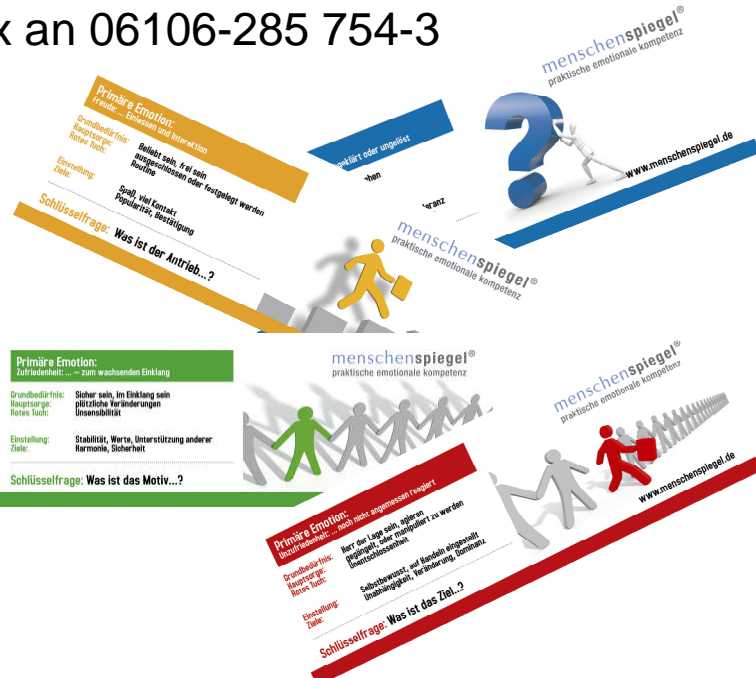 x an 06106-285 754-3
menschenspiegel®
praktische emotionale kompetenz
www.menschenspiegel.de
Primäre Emotion:
Freude: ... Einlassen und Interaktion
Grundbedürfnis: Beliebt sein, frei sein
Hauptsorge: ausgeschlossen oder festgelegt werden
Rotes Tuch: Routine
Einstellung: Spaß, viel Kontakt
Ziele: Popularität, Bestätigung
Schlüsselfrage: Was ist der Antrieb...?
geklärt oder ungelöst
hen
eranz
menschenspiegel®
praktische emotionale kompetenz
Primäre Emotion:
Zufriedenheit: ... ~ zum wachsenden Einklang
Grundbedürfnis: Sicher sein, im Einklang sein
Hauptsorge: plötzliche Veränderungen
Rotes Tuch: Unsensibilität
Einstellung: Stabilität, Werte, Unterstützung anderer
Ziele: Harmonie, Sicherheit
Schlüsselfrage: Was ist das Motiv...?
menschenspiegel®
praktische emotionale kompetenz
menschenspiegel®
praktische emotionale kompetenz
www.menschenspiegel.de
Primäre Emotion:
Unzufriedenheit: ... noch nicht angemessen reagiert
Grundbedürfnis: Herr der Lage sein, agieren
Hauptsorge: gegängelt, oder manipuliert zu werden
Rotes Tuch: Unentschlossenheit
Einstellung: Selbstbewusst, auf Handeln eingestellt
Ziele: Unabhängigkeit, Veränderung, Dominanz
Schlüsselfrage: Was ist das Ziel..?